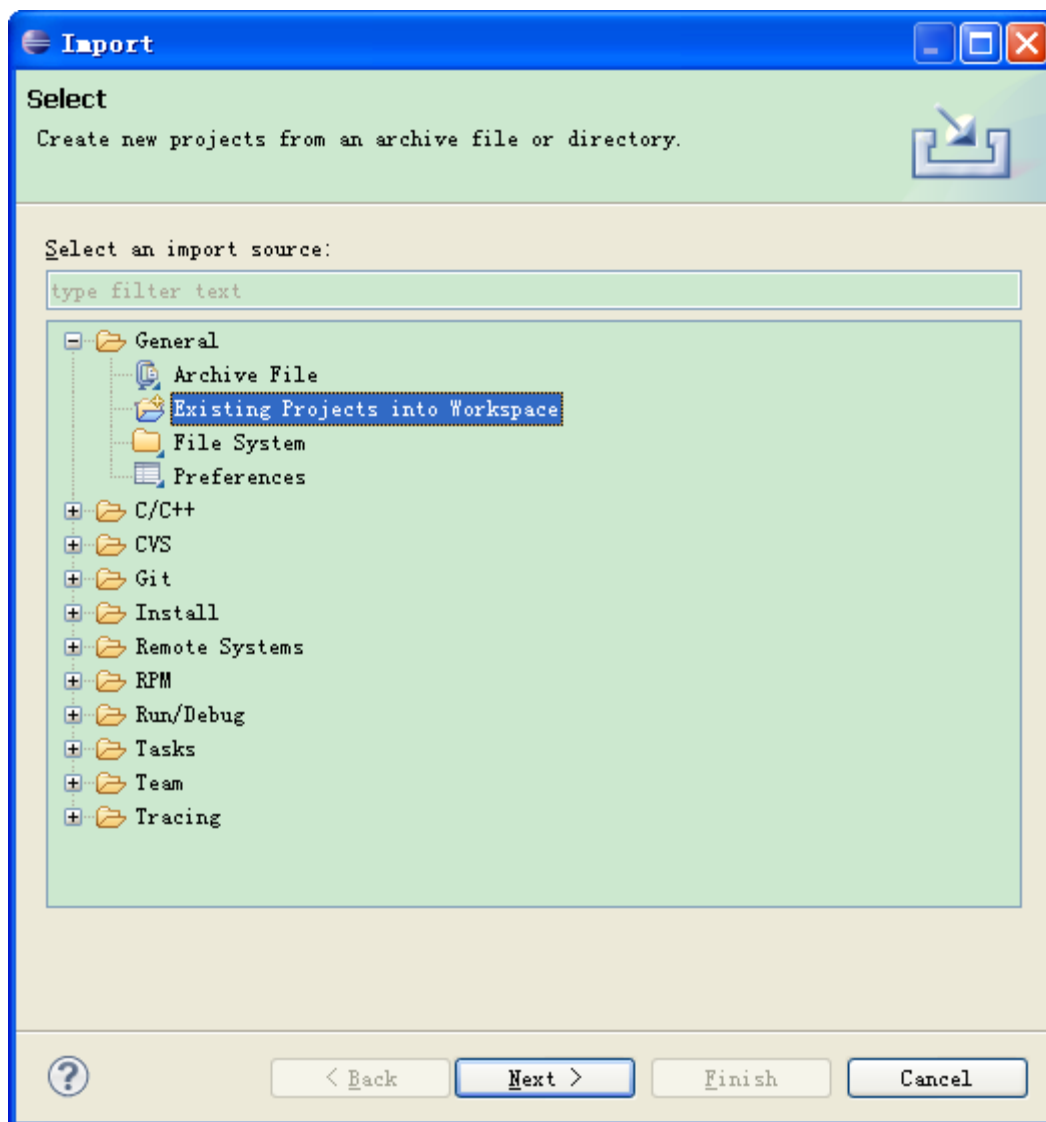 Import
Select
Create new projects from an archive file or directory.
Select an import source:
type filter text
General
Archive File
Existing Projects into Workspace
File System
Preferences
C/C++
CVS
Git
Install
Remote Systems
RPM
Run/Debug
Tasks
Team
Tracing
< Back Next > Finish Cancel